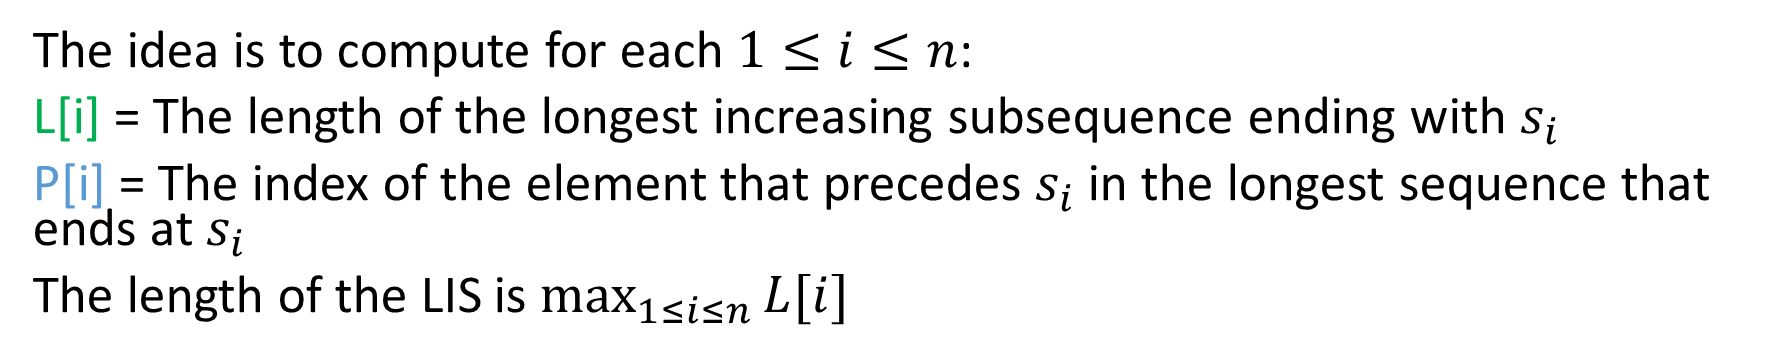 The idea is to compute for each 1 ≤ i ≤ n:
L[i] = The length of the longest increasing subsequence ending with sᵢ
P[i] = The index of the element that precedes sᵢ in the longest sequence that
ends at sᵢ
The length of the LIS is max₁≤ᵢ≤ₙ L[i]